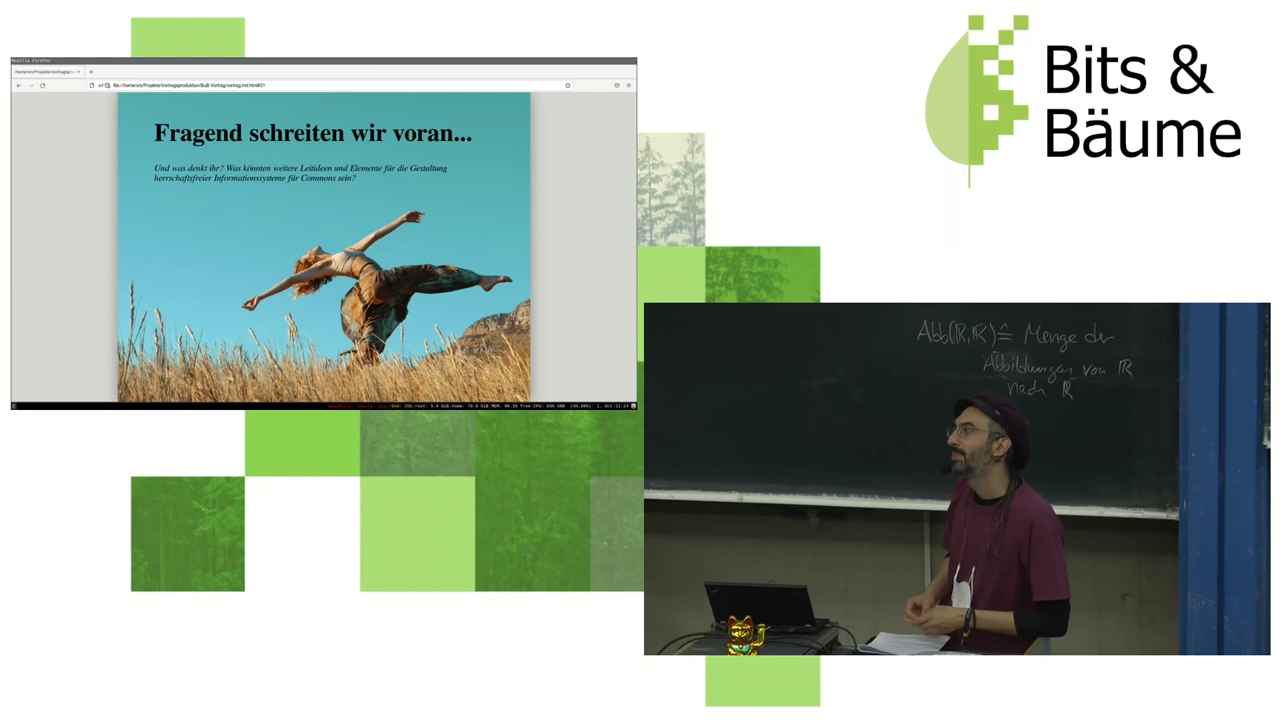 Mozilla Firefox
file:///home/srs/Projekte/Vortragsproduktion/BuB-Vortrag/vortrag.md.html#31
Fragend schreiten wir voran...
Und was denkt ihr? Was könnten weitere Leitideen und Elemente für die Gestaltung
herrschaftsfreier Informationssysteme für Commons sein?
Bits &
Bäume
Abb(ℝ,ℝ) ≙ Menge der
Abbildungen von ℝ
nach ℝ